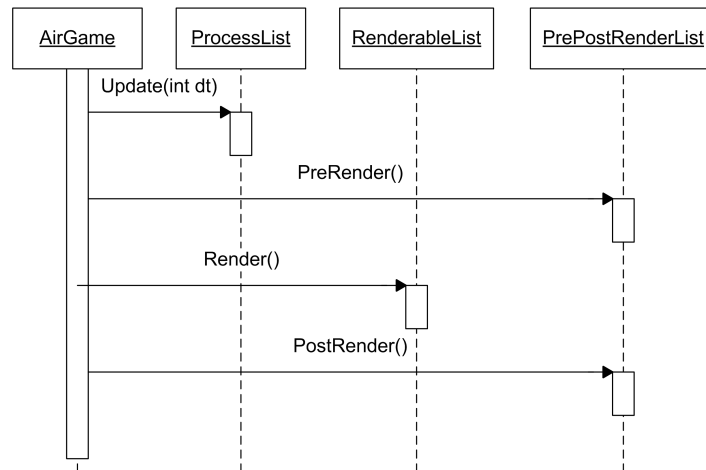 AirGame
ProcessList
RenderableList
PrePostRenderList
Update(int dt)
PreRender()
Render()
PostRender()